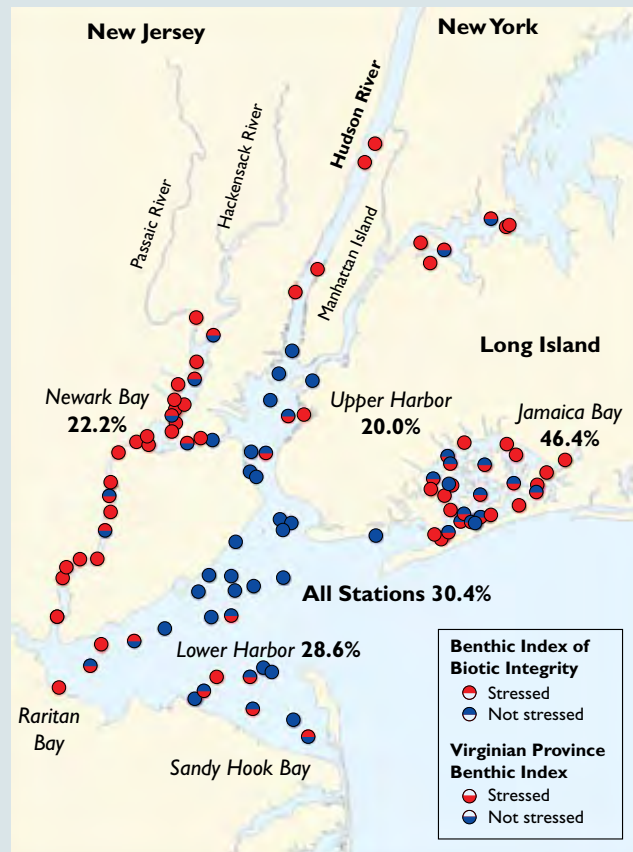 New Jersey
New York
Hudson River
Hackensack River
Passaic River
Manhattan Island
Long Island
Newark Bay
22.2%
Upper Harbor
20.0%
Jamaica Bay
46.4%
All Stations 30.4%
Lower Harbor 28.6%
Raritan
Bay
Sandy Hook Bay
Benthic Index of
Biotic Integrity
Stressed
Not stressed
Virginian Province
Benthic Index
Stressed
Not stressed